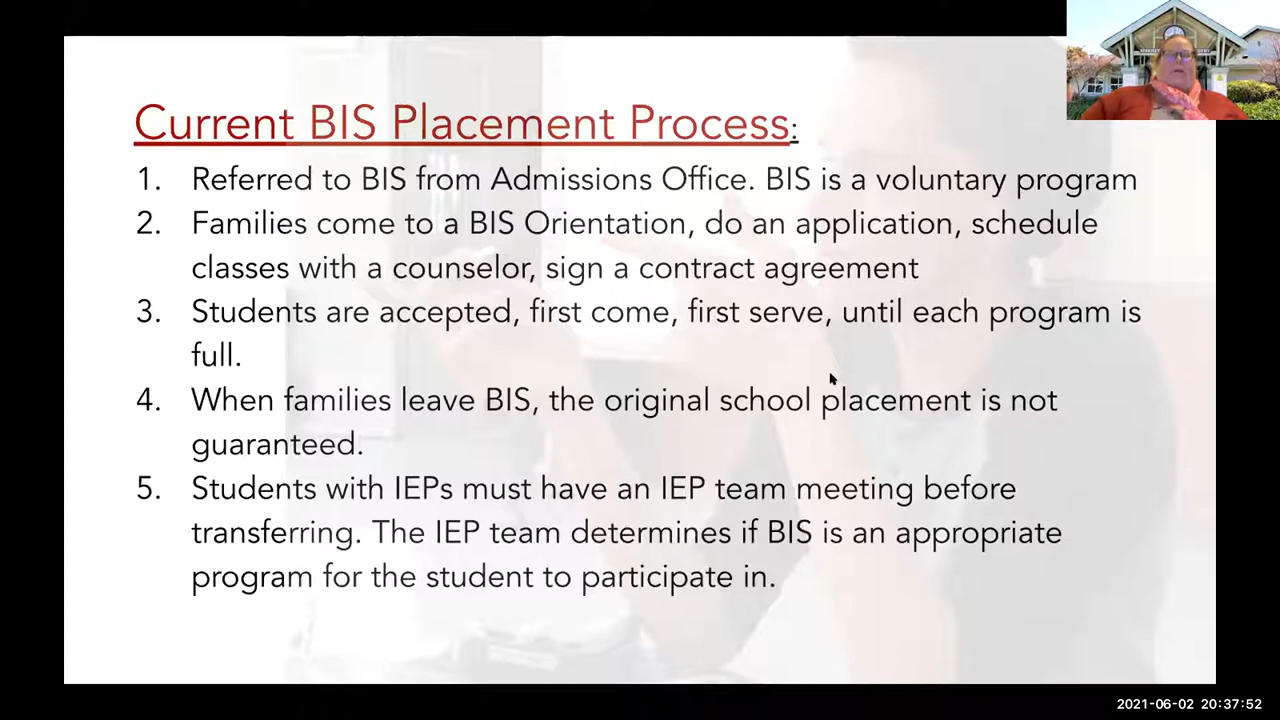 Current BIS Placement Process:
1. Referred to BIS from Admissions Office. BIS is a voluntary program
2. Families come to a BIS Orientation, do an application, schedule
classes with a counselor, sign a contract agreement
3. Students are accepted, first come, first serve, until each program is
full.
4. When families leave BIS, the original school placement is not
guaranteed.
5. Students with IEPs must have an IEP team meeting before
transferring. The IEP team determines if BIS is an appropriate
program for the student to participate in.
2021-06-02 20:37:52